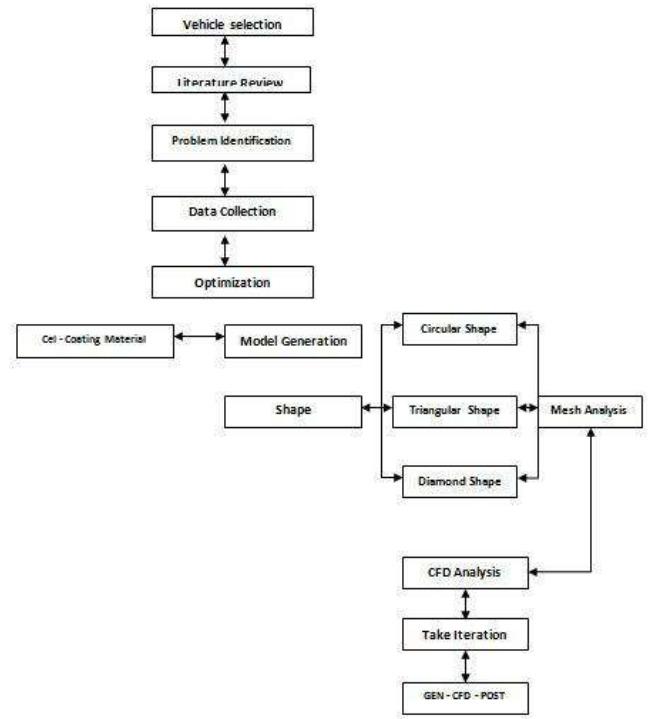 Vehicle selection
Literature Review
Problem Identification
Data Collection
Optimization
Circular Shape
Cel - Coating Material
Model Generation
Shape
Triangular Shape
Mesh Analysis
Diamond Shape
CFD Analysis
Take Iteration
GEN - CFD - POST